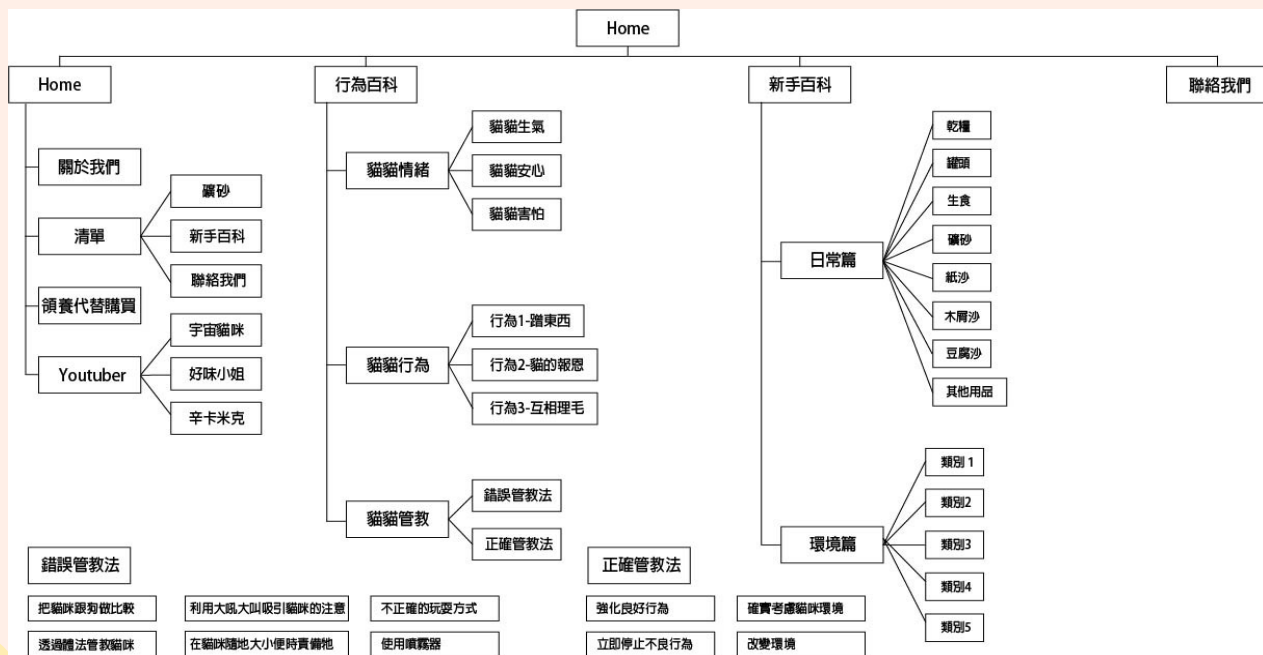 Home
Home
行為百科
新手百科
聯絡我們
關於我們
清單
礦砂
新手百科
聯絡我們
領養代替購買
Youtuber
宇宙貓咪
好味小姐
辛卡米克
貓貓情緒
貓貓生氣
貓貓安心
貓貓害怕
貓貓行為
行為1-蹭東西
行為2-貓的報恩
行為3-互相理毛
貓貓管教
錯誤管教法
正確管教法
日常篇
乾糧
罐頭
生食
礦砂
紙沙
木屑沙
豆腐沙
其他用品
環境篇
類別 1
類別2
類別3
類別4
類別5
錯誤管教法
把貓咪跟狗做比較
利用大吼大叫吸引貓咪的注意
不正確的玩耍方式
透過體法管教貓咪
在貓咪隨地大小便時責備牠
使用噴霧器
正確管教法
強化良好行為
確實考慮貓咪環境
立即停止不良行為
改變環境